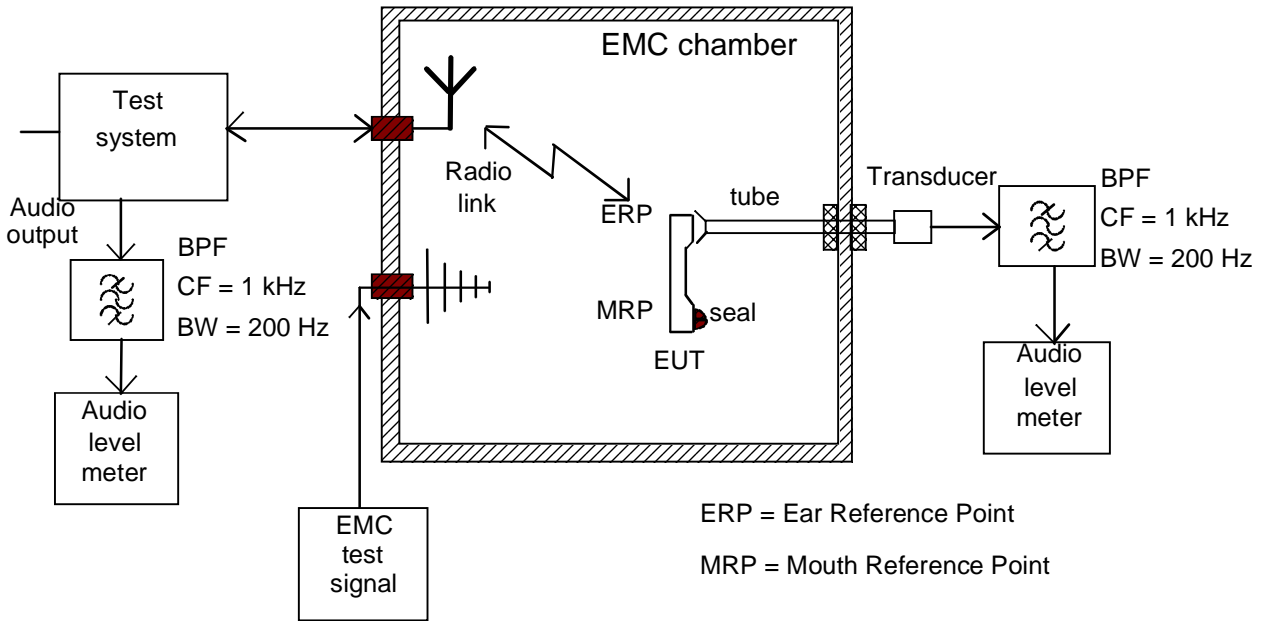 EMC chamber
Test
system
Audio
output
BPF
CF = 1 kHz
BW = 200 Hz
Audio
level
meter
Radio
link
ERP
tube
MRP
seal
EUT
Transducer
BPF
CF = 1 kHz
BW = 200 Hz
Audio
level
meter
EMC
test
signal
ERP = Ear Reference Point
MRP = Mouth Reference Point